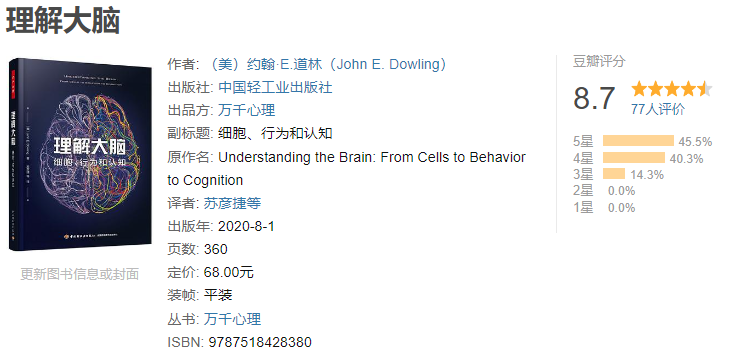 理解大脑
作者: （美）约翰·E.道林（John E. Dowling）
出版社: 中国轻工业出版社
出品方: 万千心理
副标题: 细胞、行为和认知
原作名: Understanding the Brain: From Cells to Behavior
to Cognition
译者: 苏彦捷等
出版年: 2020-8-1
页数: 360
定价: 68.00元
装帧: 平装
丛书: 万千心理
ISBN: 9787518428380
豆瓣评分
8.7
77人评价
5星 45.5%
4星 40.3%
3星 14.3%
2星 0.0%
1星 0.0%
理解大脑
细胞、行为和认知
更新图书信息或封面